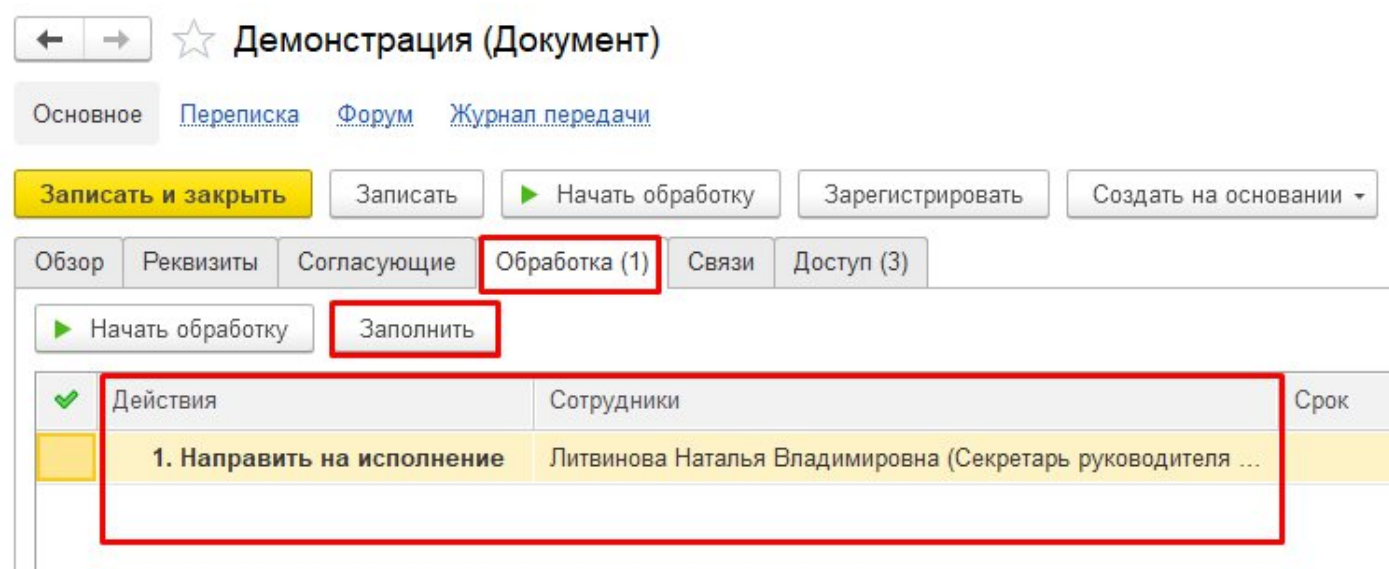 Демонстрация (Документ)
Основное Переписка Форум Журнал передачи
Записать и закрыть Записать Начать обработку Зарегистрировать Создать на основании
Обзор Реквизиты Согласующие Обработка (1) Связи Доступ (3)
Начать обработку Заполнить
Действия Сотрудники Срок
1. Направить на исполнение Литвинова Наталья Владимировна (Секретарь руководителя ...